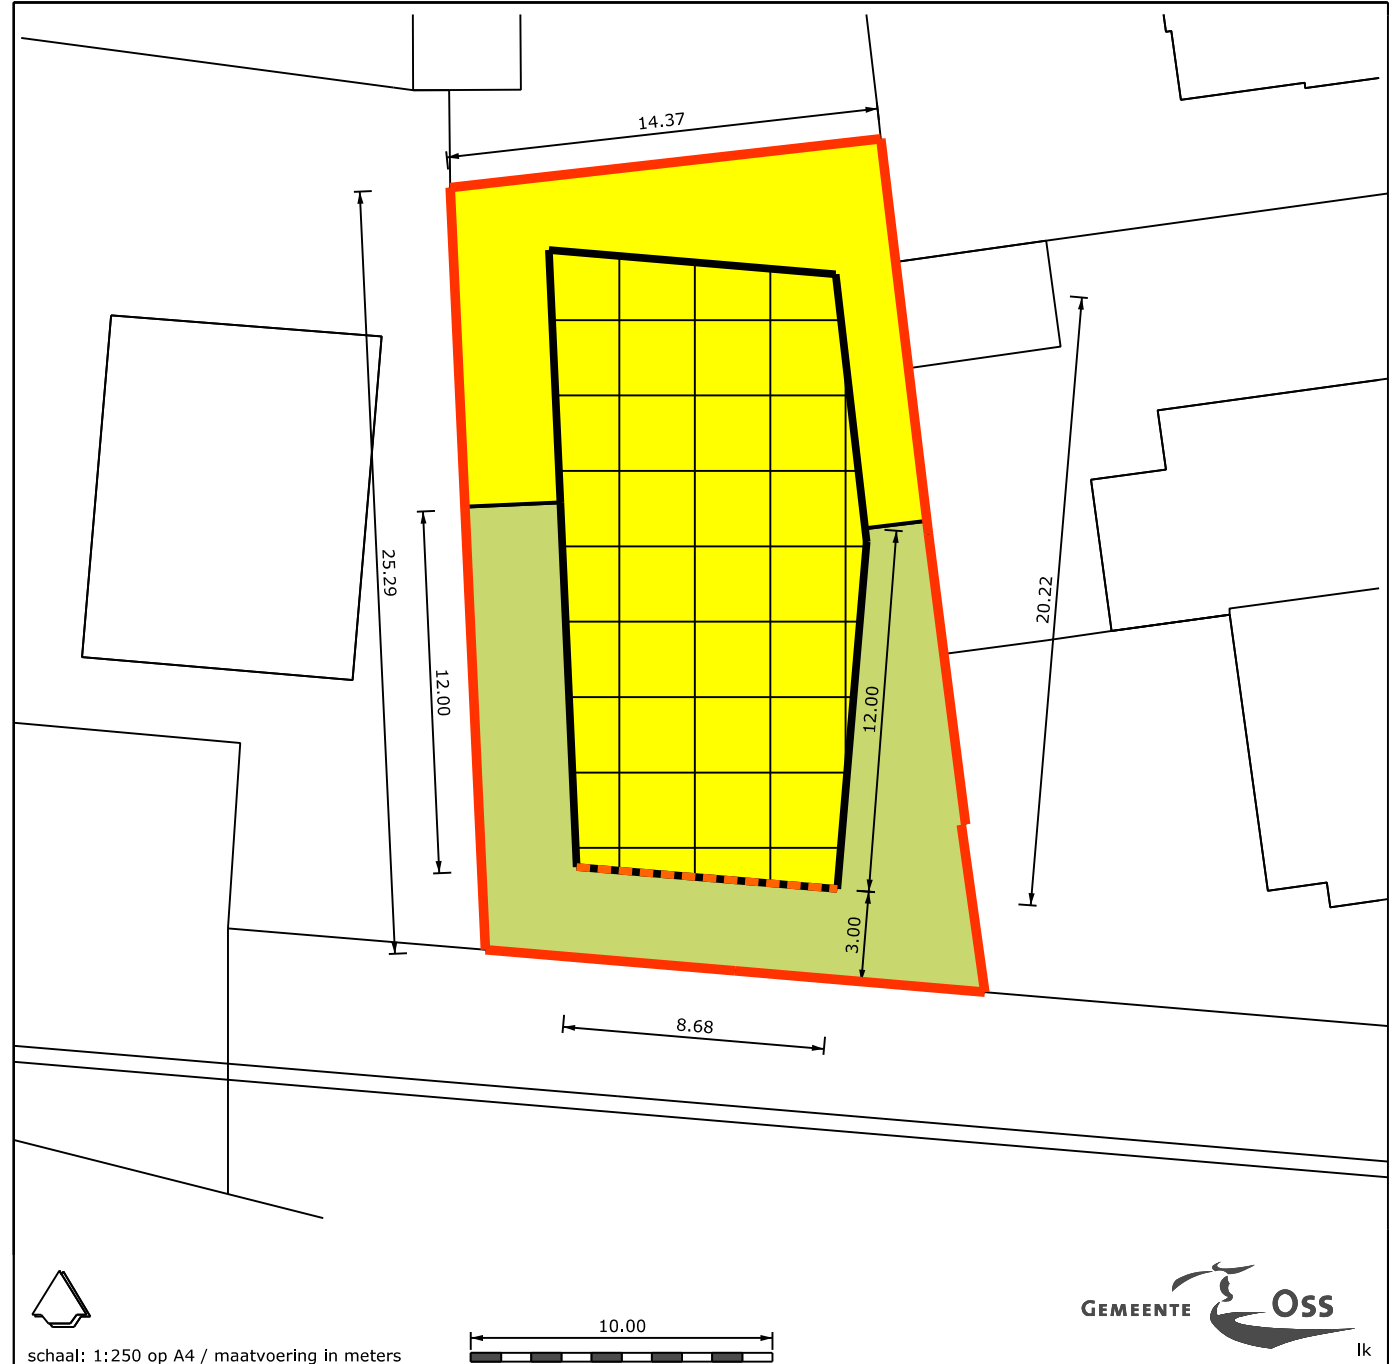 14.37
25.29
12.00
20.22
12.00
3.00
8.68
10.00
schaal: 1:250 op A4 / maatvoering in meters
GEMEENTE OSS
lk